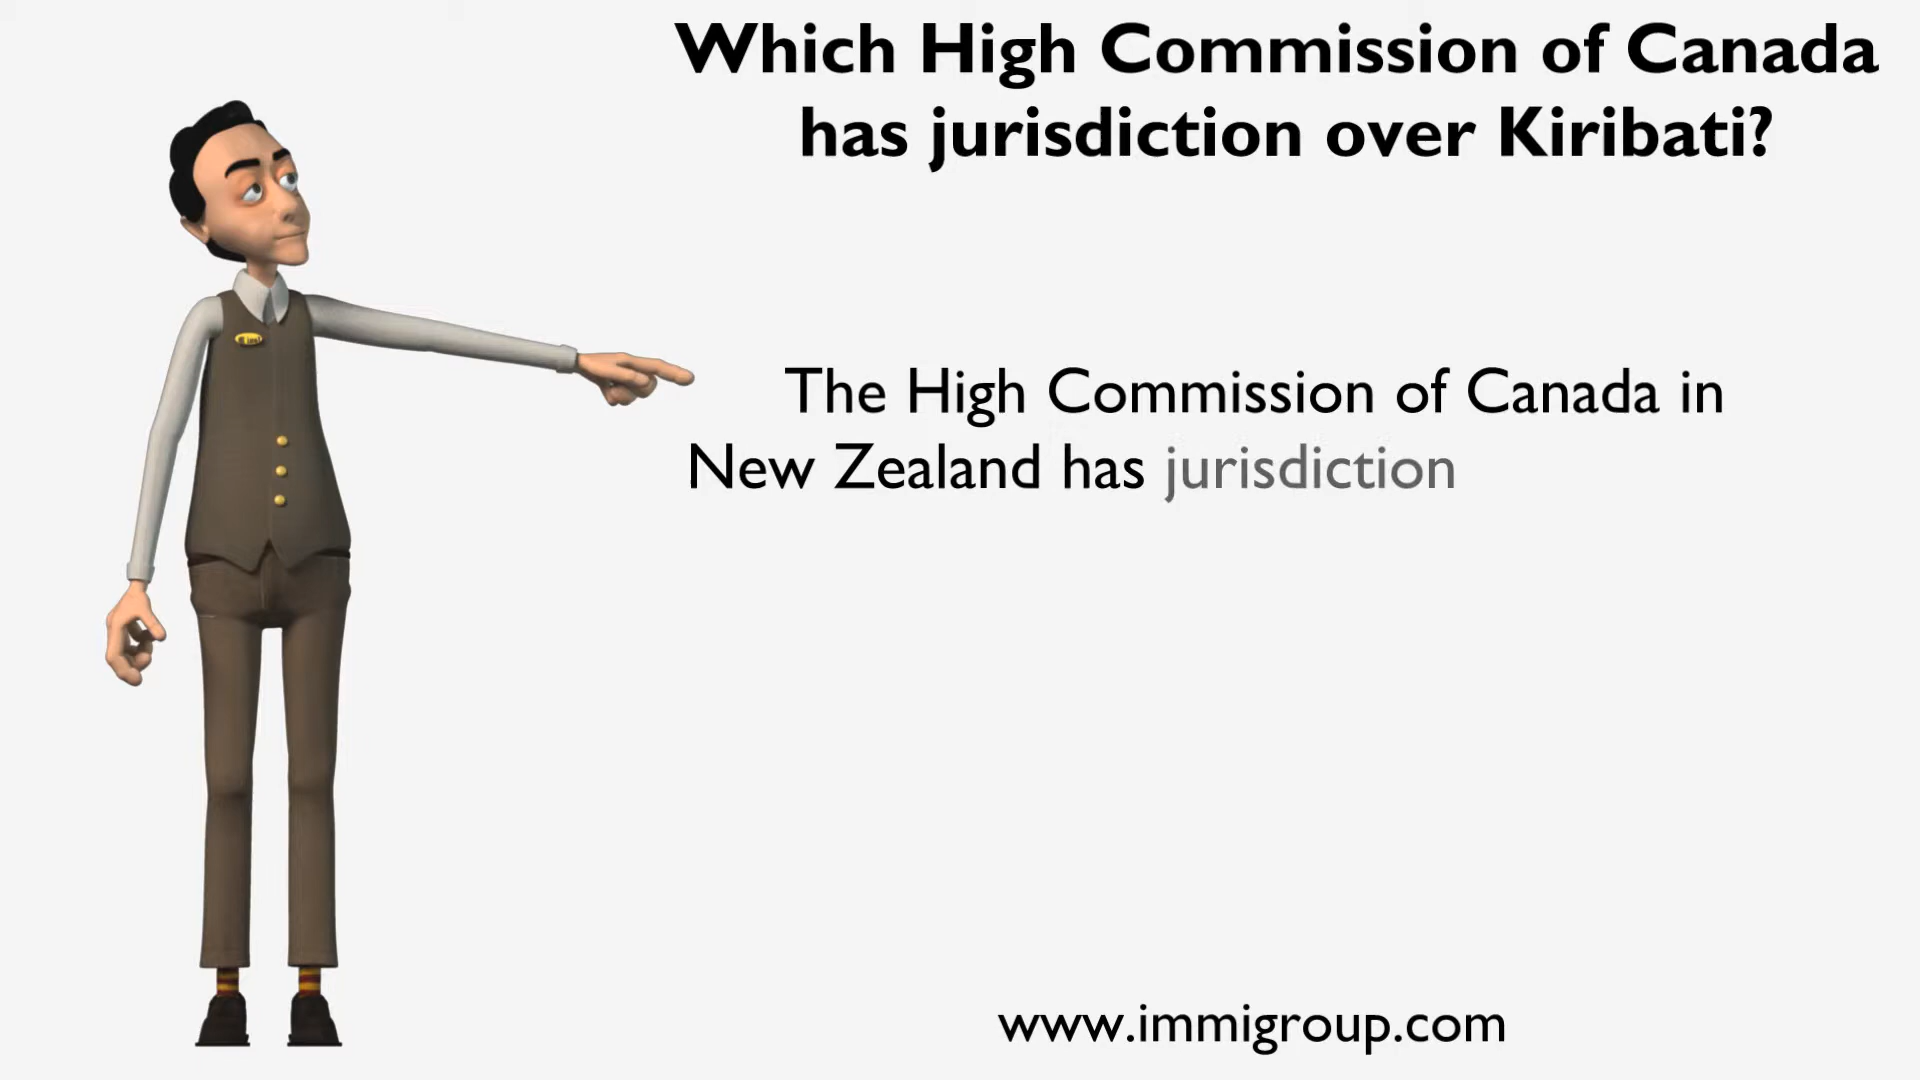 Which High Commission of Canada
has jurisdiction over Kiribati?
The High Commission of Canada in
New Zealand has jurisdiction
www.immigroup.com